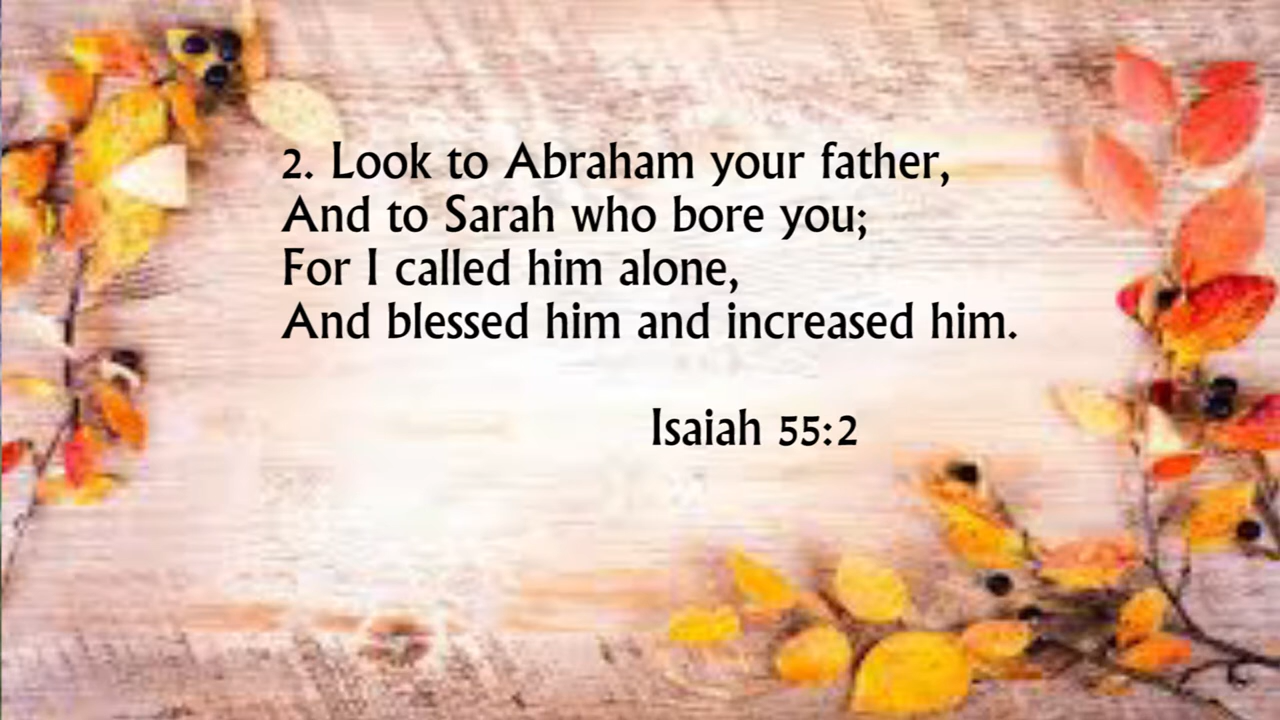 2. Look to Abraham your father,
And to Sarah who bore you;
For I called him alone,
And blessed him and increased him.
Isaiah 55:2